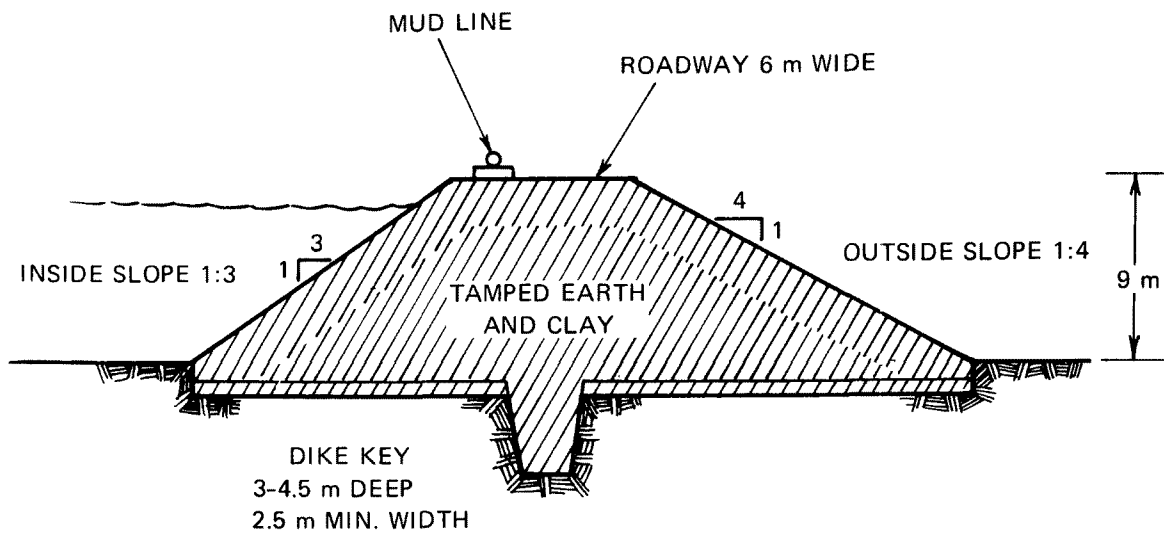 MUD LINE
ROADWAY 6 m WIDE
4
1
3
1
INSIDE SLOPE 1:3
OUTSIDE SLOPE 1:4
9 m
TAMPED EARTH
AND CLAY
DIKE KEY
3-4.5 m DEEP
2.5 m MIN. WIDTH